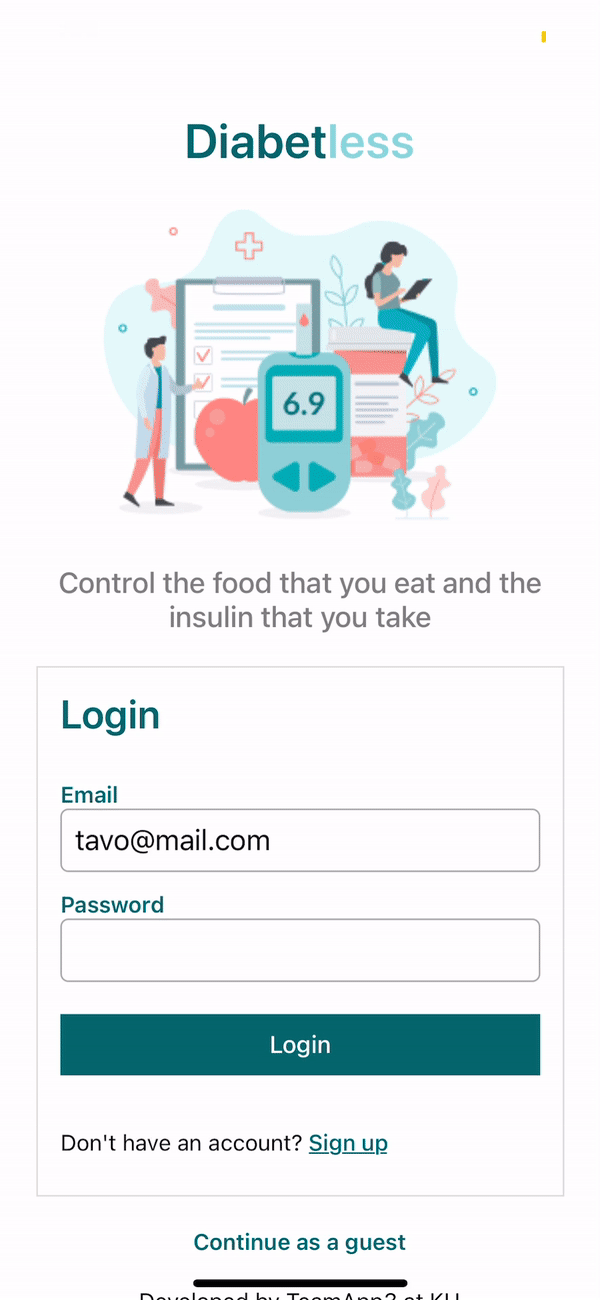 Diabetless
6.9
Control the food that you eat and the
insulin that you take
Login
Email
tavo@mail.com
Password
Login
Don't have an account? Sign up
Continue as a guest
Developed by TeamApp2 at KU